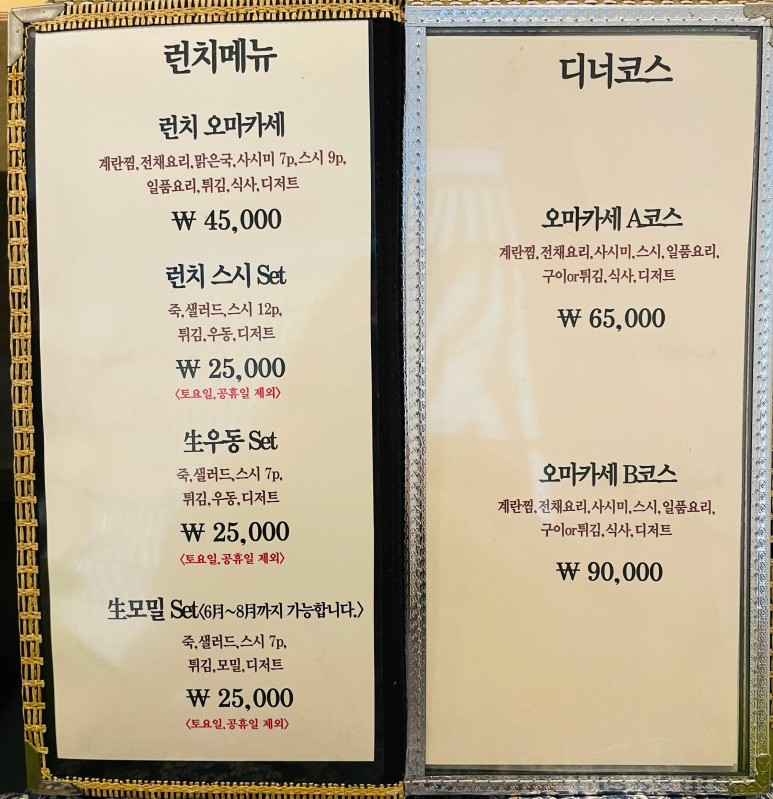 런치메뉴
런치 오마카세
계란찜,전채요리,맑은국,사시미 7p,스시 9p,
일품요리,튀김,식사,디저트
₩ 45,000
런치 스시 Set
죽,샐러드,스시 12p,
튀김,우동,디저트
₩ 25,000
<토요일,공휴일 제외>
生우동 Set
죽,샐러드,스시 7p,
튀김,우동,디저트
₩ 25,000
<토요일,공휴일 제외>
生모밀 Set<6月~8月까지 가능합니다.>
죽,샐러드,스시 7p,
튀김,모밀,디저트
₩ 25,000
<토요일,공휴일 제외>
디너코스
오마카세 A코스
계란찜,전채요리,사시미,스시,일품요리,
구이or튀김,식사,디저트
₩ 65,000
오마카세 B코스
계란찜,전채요리,사시미,스시,일품요리,
구이or튀김,식사,디저트
₩ 90,000